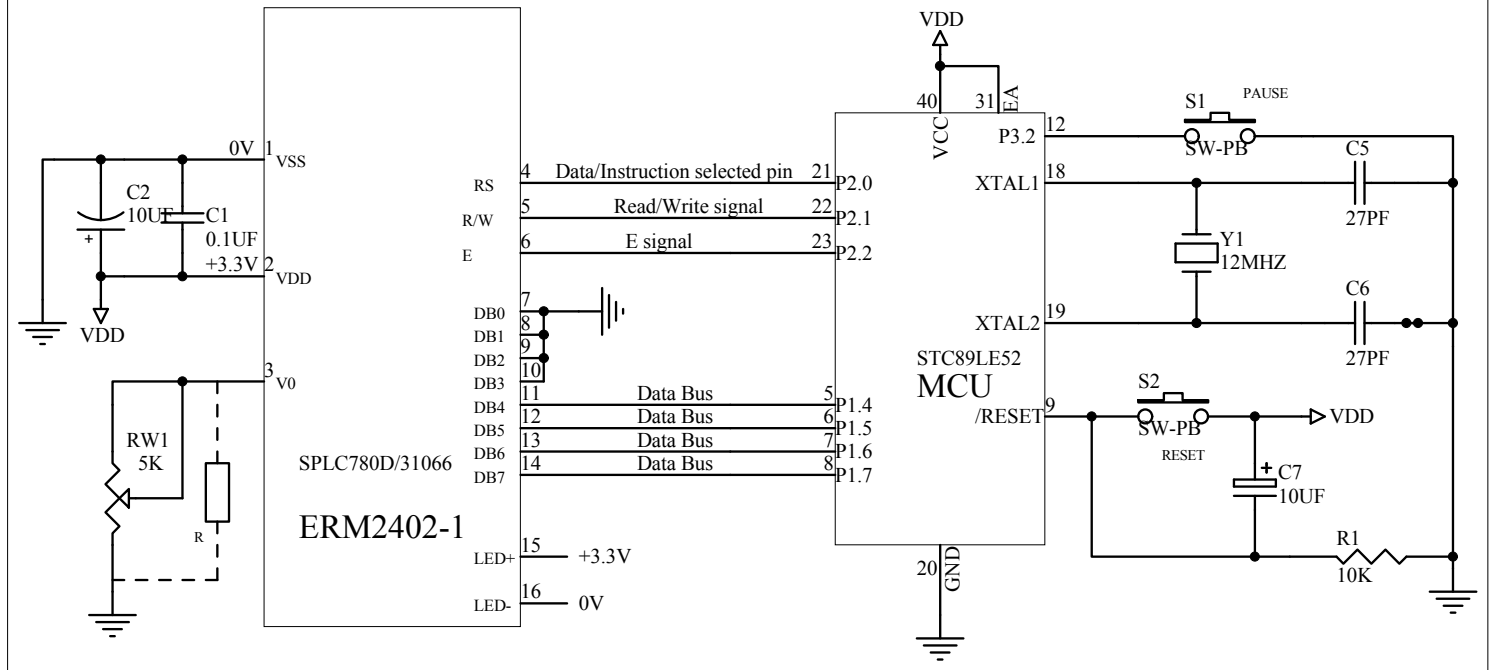 VDD
40
31
VCC
EA
0V
1
VSS
C2
10UF
C1
0.1UF
+3.3V
2
VDD
VDD
3
V0
RW1
5K
R
SPLC780D/31066
ERM2402-1
RS
4
Data/Instruction selected pin
21
P2.0
R/W
5
Read/Write signal
22
P2.1
E
6
E signal
23
P2.2
DB0
7
DB1
8
DB2
9
DB3
10
DB4
11
Data Bus
5
P1.4
DB5
12
Data Bus
6
P1.5
DB6
13
Data Bus
7
P1.6
DB7
14
Data Bus
8
P1.7
LED+
15
+3.3V
LED-
16
0V
P3.2
12
S1
PAUSE
SW-PB
XTAL1
18
C5
27PF
Y1
12MHZ
XTAL2
19
C6
27PF
STC89LE52
MCU
/RESET
9
S2
SW-PB
RESET
VDD
C7
10UF
R1
10K
20
GND